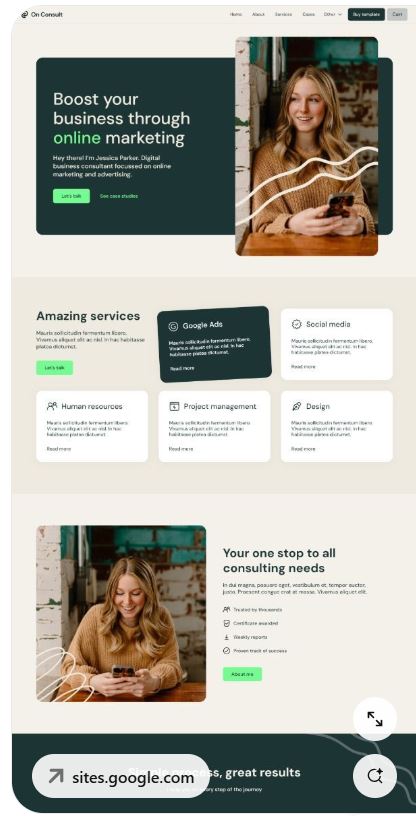 On Consult
Home About Services Cases Other Buy template Cart
Boost your
business through
online marketing
Hey there! I'm Jessica Parker. Digital
business consultant focussed on online
marketing and advertising.
Let's talk See case studies
Amazing services
Mauris sollicitudin fermentum libero.
Vivamus aliquet elit ac nisl. In hac habitasse
platea dictumst.
Let's talk
Google Ads
Mauris sollicitudin fermentum libero.
Vivamus aliquet elit ac nisl. In hac
habitasse platea dictumst.
Read more
Social media
Mauris sollicitudin fermentum libero.
Vivamus aliquet elit ac nisl. In hac
habitasse platea dictumst.
Read more
Human resources
Mauris sollicitudin fermentum libero.
Vivamus aliquet elit ac nisl. In hac
habitasse platea dictumst.
Read more
Project management
Mauris sollicitudin fermentum libero.
Vivamus aliquet elit ac nisl. In hac
habitasse platea dictumst.
Read more
Design
Mauris sollicitudin fermentum libero.
Vivamus aliquet elit ac nisl. In hac
habitasse platea dictumst.
Read more
Your one stop to all
consulting needs
In dui magna, posuere eget, vestibulum et, tempor auctor,
justo. Praesent congue erat at massa. Vivamus aliquet elit.
Trusted by thousands
Certificate awarded
Weekly reports
Proven track of success
About me
great results
step of the journey
sites.google.com